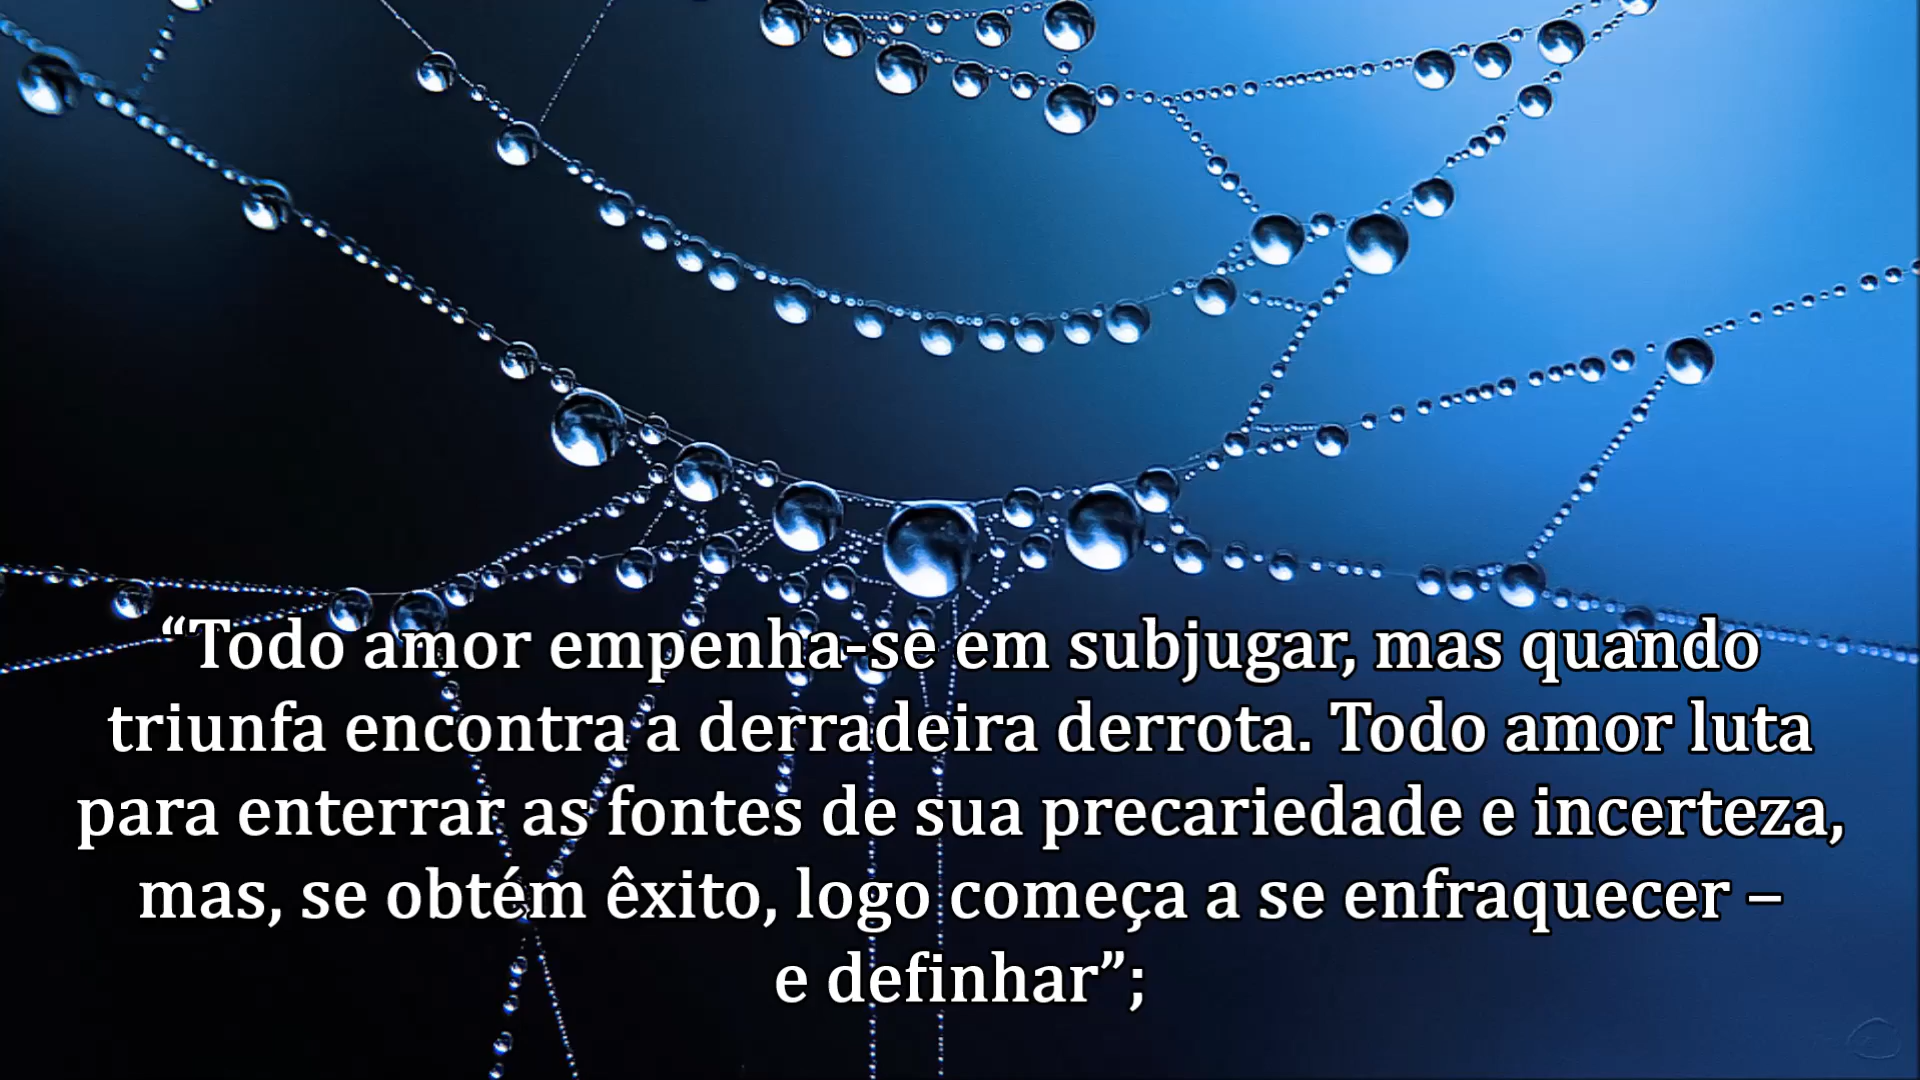 “Todo amor empenha-se em subjugar, mas quando
triunfa encontra a derradeira derrota. Todo amor luta
para enterrar as fontes de sua precariedade e incerteza,
mas, se obtém êxito, logo começa a se enfraquecer –
e definhar”;